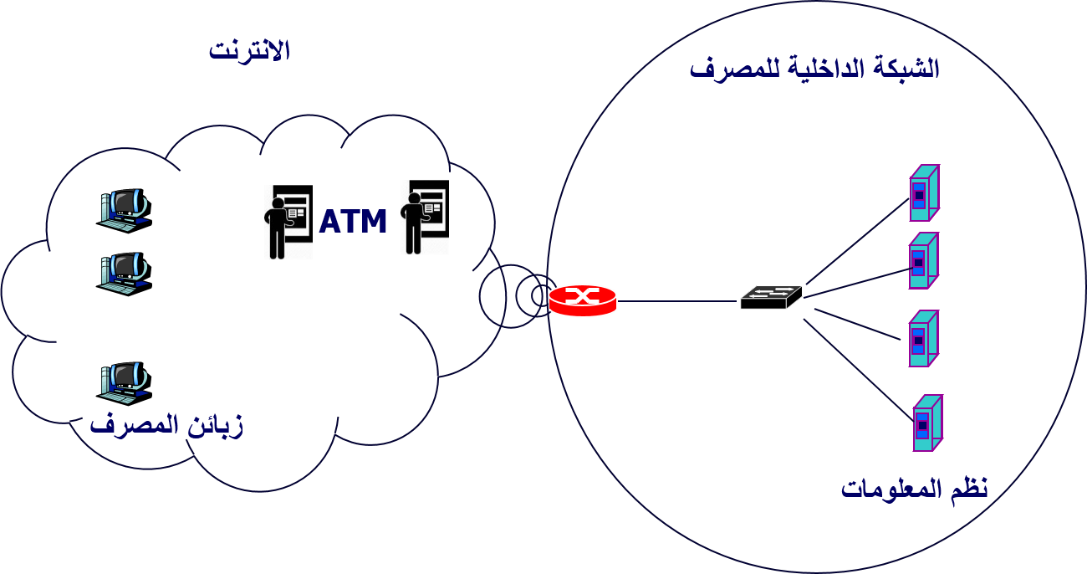 الانترنت
الشبكة الداخلية للمصرف
ATM
زبائن المصرف
نظم المعلومات